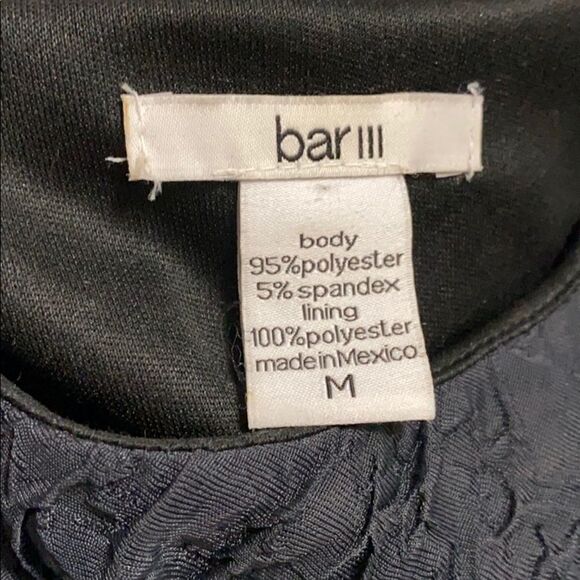 bar III
body
95%polyester
5% spandex
lining
100%polyester
madeinMexico
M